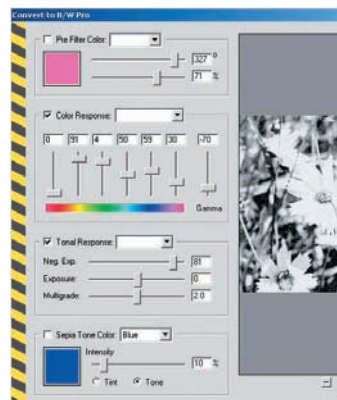 Convert to B/W Pro
Pre Filter Color:
327 °
71 %
Color Response:
0 91 4 50 59 30 -70
Gamma
Tonal Response:
Neg. Exp. 81
Exposure: 0
Multigrade: 2.0
Sepia Tone Color: Blue
Intensity
10 %
Tint Tone